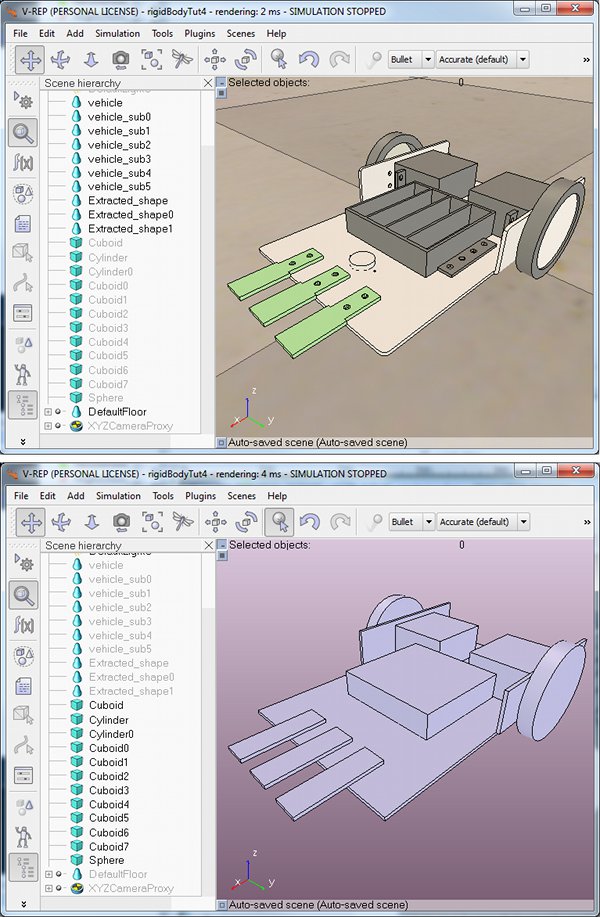 V-REP (PERSONAL LICENSE) - rigidBodyTut4 - rendering: 2 ms - SIMULATION STOPPED
File Edit Add Simulation Tools Plugins Scenes Help
Bullet Accurate (default) »
Scene hierarchy
Selected objects: 0
vehicle
vehicle_sub0
vehicle_sub1
vehicle_sub2
vehicle_sub3
vehicle_sub4
vehicle_sub5
Extracted_shape
Extracted_shape0
Extracted_shape1
Cuboid
Cylinder
Cylinder0
Cuboid0
Cuboid1
Cuboid2
Cuboid3
Cuboid4
Cuboid5
Cuboid6
Cuboid7
Sphere
DefaultFloor
XYZCameraProxy
f(x)
z
x y
Auto-saved scene (Auto-saved scene)
V-REP (PERSONAL LICENSE) - rigidBodyTut4 - rendering: 4 ms - SIMULATION STOPPED
File Edit Add Simulation Tools Plugins Scenes Help
Bullet Accurate (default) »
Scene hierarchy
Selected objects: 0
vehicle
vehicle_sub0
vehicle_sub1
vehicle_sub2
vehicle_sub3
vehicle_sub4
vehicle_sub5
Extracted_shape
Extracted_shape0
Extracted_shape1
Cuboid
Cylinder
Cylinder0
Cuboid0
Cuboid1
Cuboid2
Cuboid3
Cuboid4
Cuboid5
Cuboid6
Cuboid7
Sphere
DefaultFloor
XYZCameraProxy
f(x)
z
x y
Auto-saved scene (Auto-saved scene)